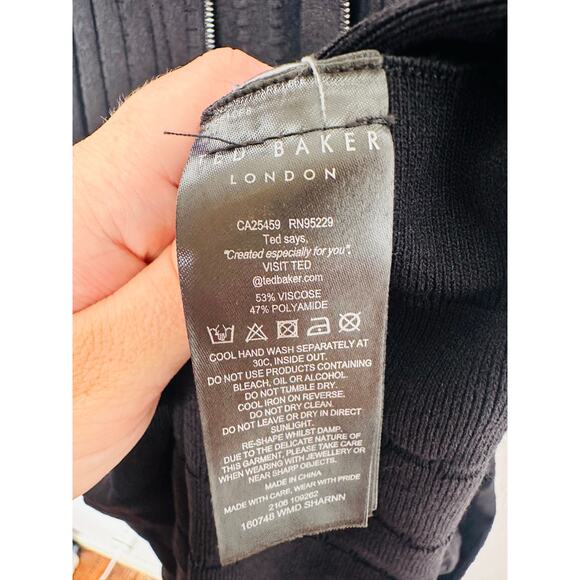 TED BAKER
LONDON
CA25459 RN95229
Ted says,
"Created especially for you".
VISIT TED
@tedbaker.com
53% VISCOSE
47% POLYAMIDE
COOL HAND WASH SEPARATELY AT
30C, INSIDE OUT.
DO NOT USE PRODUCTS CONTAINING
BLEACH, OIL OR ALCOHOL.
DO NOT TUMBLE DRY.
COOL IRON ON REVERSE.
DO NOT DRY CLEAN.
DO NOT LEAVE OR DRY IN DIRECT
SUNLIGHT.
RE-SHAPE WHILST DAMP.
DUE TO THE DELICATE NATURE OF
THIS GARMENT, PLEASE TAKE CARE
WHEN WEARING WITH JEWELLERY OR
NEAR SHARP OBJECTS.
MADE IN CHINA
MADE WITH CARE, WEAR WITH PRIDE
2106 109262
160748 WMD SHARNN